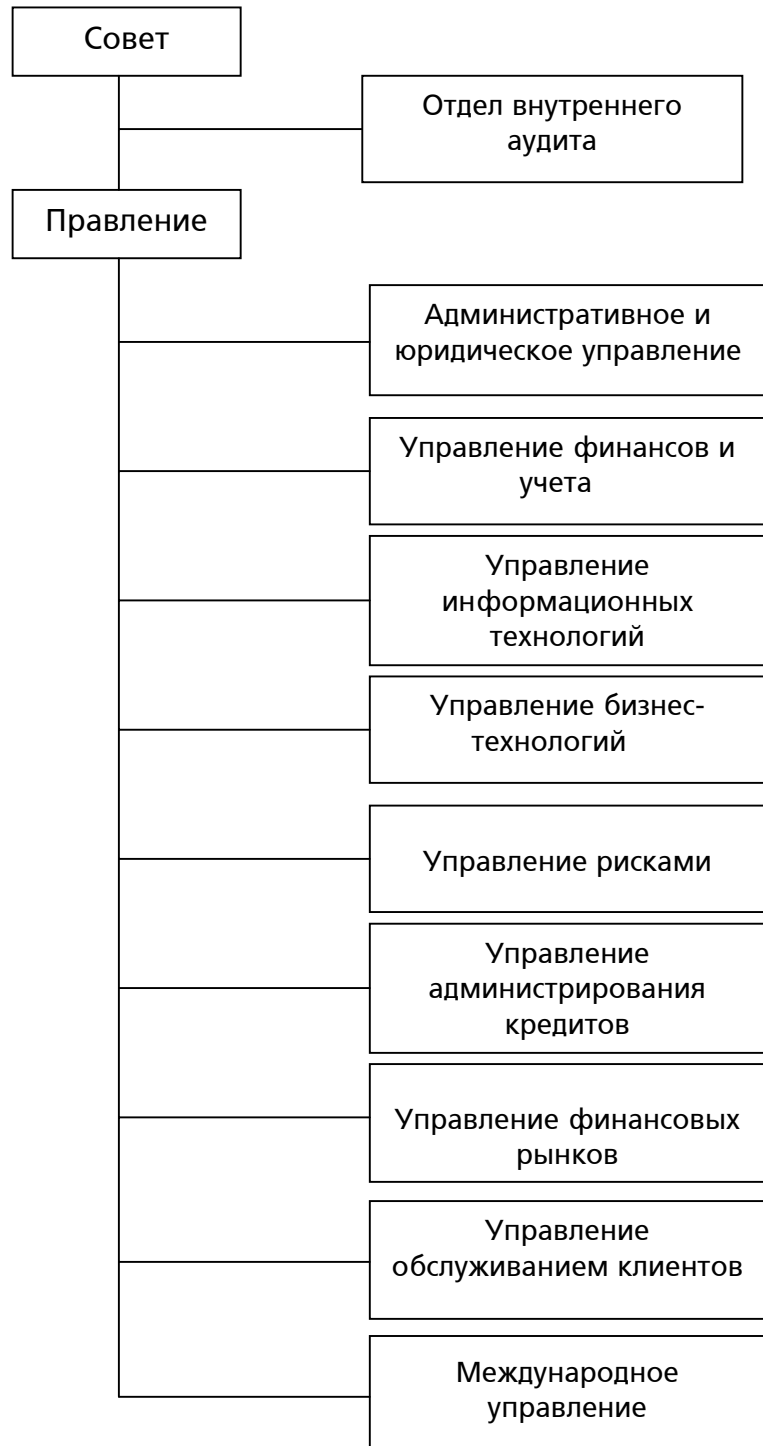 Совет
Отдел внутреннего
аудита
Правление
Административное и
юридическое управление
Управление финансов и
учета
Управление
информационных
технологий
Управление бизнес-
технологий
Управление рисками
Управление
администрирования
кредитов
Управление финансовых
рынков
Управление
обслуживанием клиентов
Международное
управление